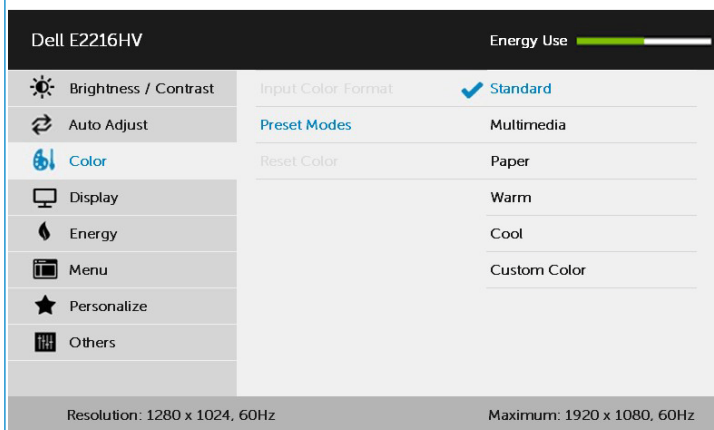 Dell E2216HV
Energy Use
Brightness / Contrast
Input Color Format
Standard
Auto Adjust
Preset Modes
Multimedia
Color
Reset Color
Paper
Display
Warm
Energy
Cool
Menu
Custom Color
Personalize
Others
Resolution: 1280 x 1024, 60Hz
Maximum: 1920 x 1080, 60Hz